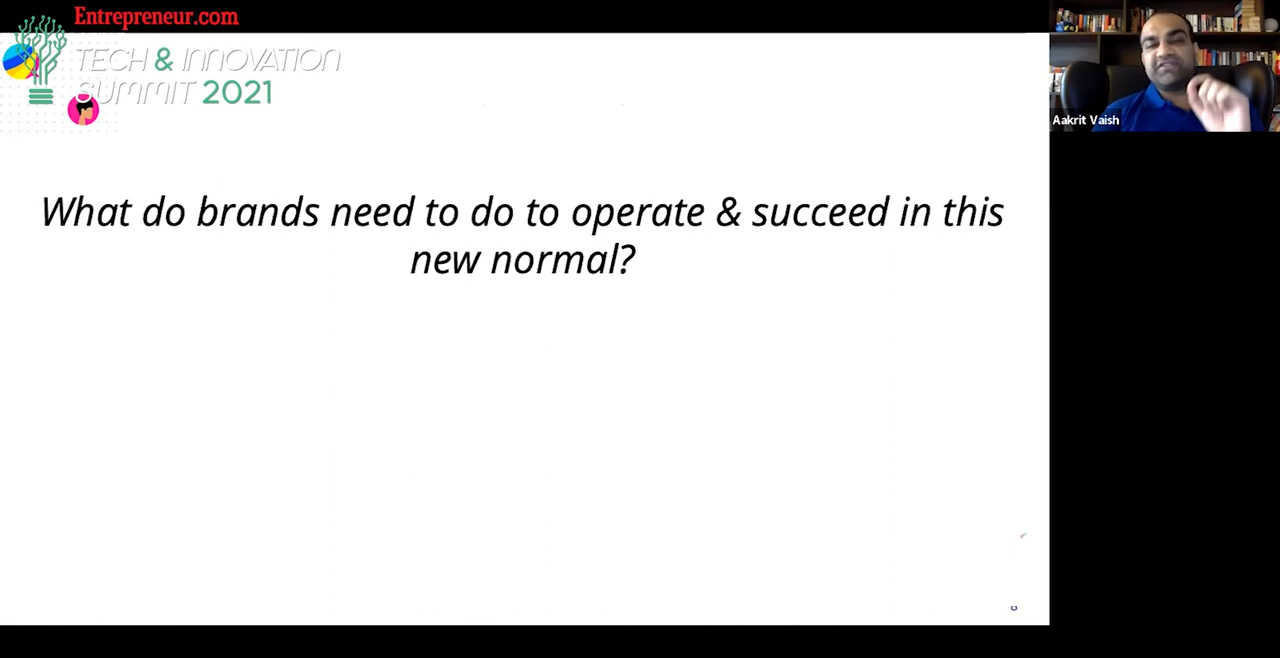 Entrepreneur.com
TECH & INNOVATION
SUMMIT 2021
Aakrit Vaish
What do brands need to do to operate & succeed in this
new normal?